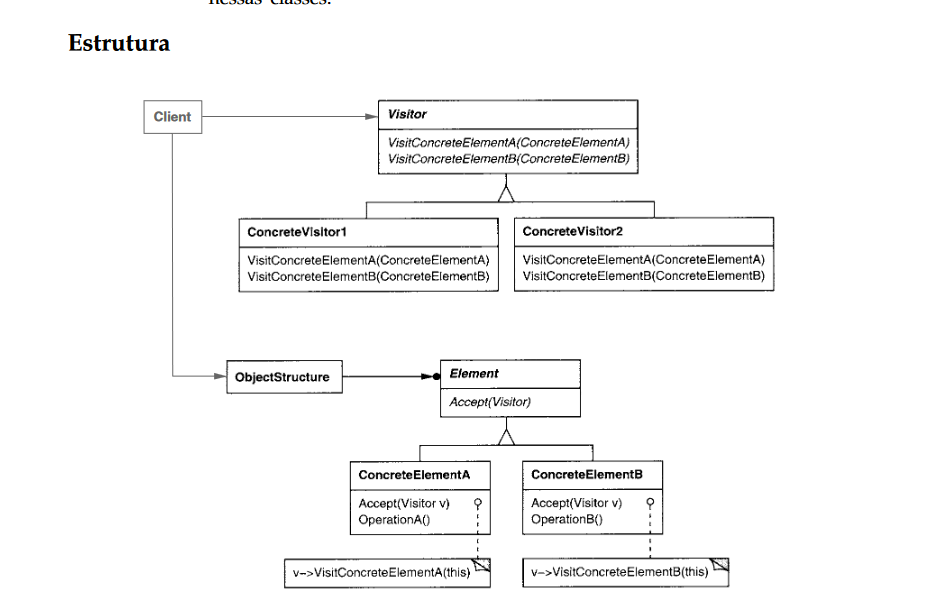 nessas classes.
Estrutura
Client
Visitor
VisitConcreteElementA(ConcreteElementA)
VisitConcreteElementB(ConcreteElementB)
ConcreteVisitor1
VisitConcreteElementA(ConcreteElementA)
VisitConcreteElementB(ConcreteElementB)
ConcreteVisitor2
VisitConcreteElementA(ConcreteElementA)
VisitConcreteElementB(ConcreteElementB)
ObjectStructure
Element
Accept(Visitor)
ConcreteElementA
Accept(Visitor v)
OperationA()
ConcreteElementB
Accept(Visitor v)
OperationB()
v–>VisitConcreteElementA(this)
v–>VisitConcreteElementB(this)